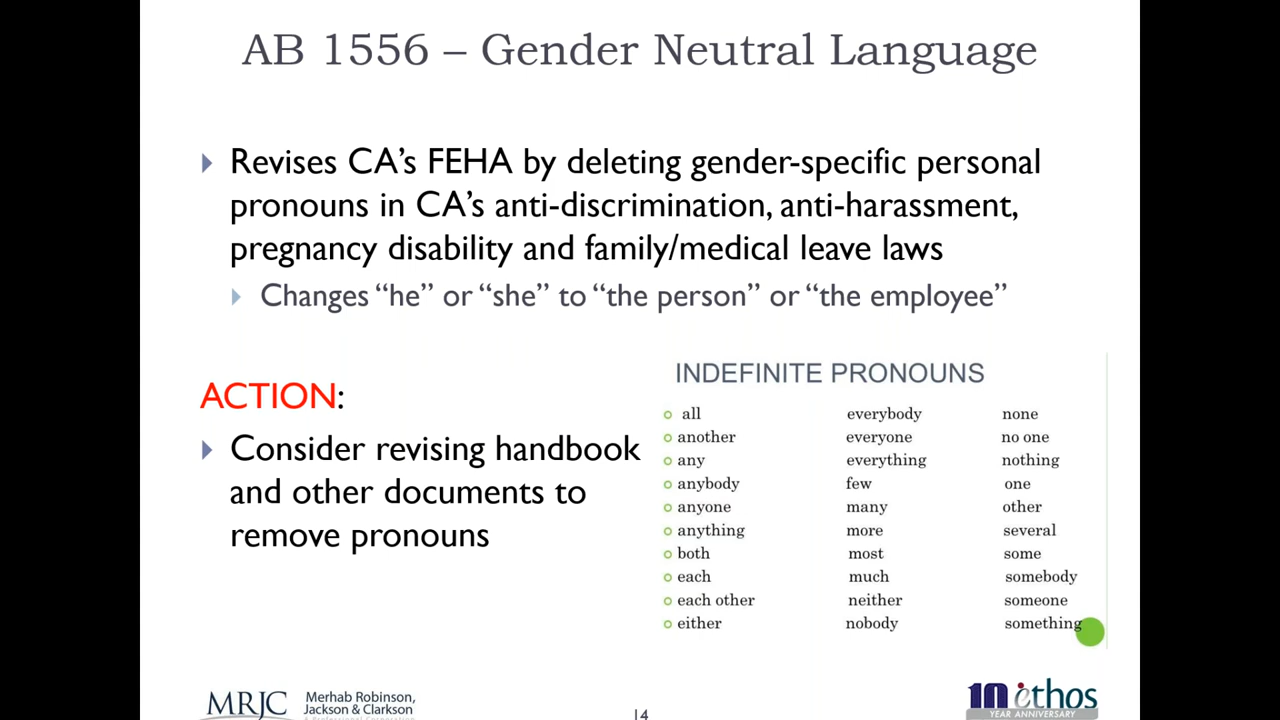 AB 1556 – Gender Neutral Language
Revises CA's FEHA by deleting gender-specific personal
pronouns in CA's anti-discrimination, anti-harassment,
pregnancy disability and family/medical leave laws
Changes "he" or "she" to "the person" or "the employee"
ACTION:
Consider revising handbook
and other documents to
remove pronouns
INDEFINITE PRONOUNS
all everybody none
another everyone no one
any everything nothing
anybody few one
anyone many other
anything more several
both most some
each much somebody
each other neither someone
either nobody something
MRJC Merhab Robinson,
Jackson & Clarkson
A Professional Corporation
14
10 ethos
YEAR ANNIVERSARY